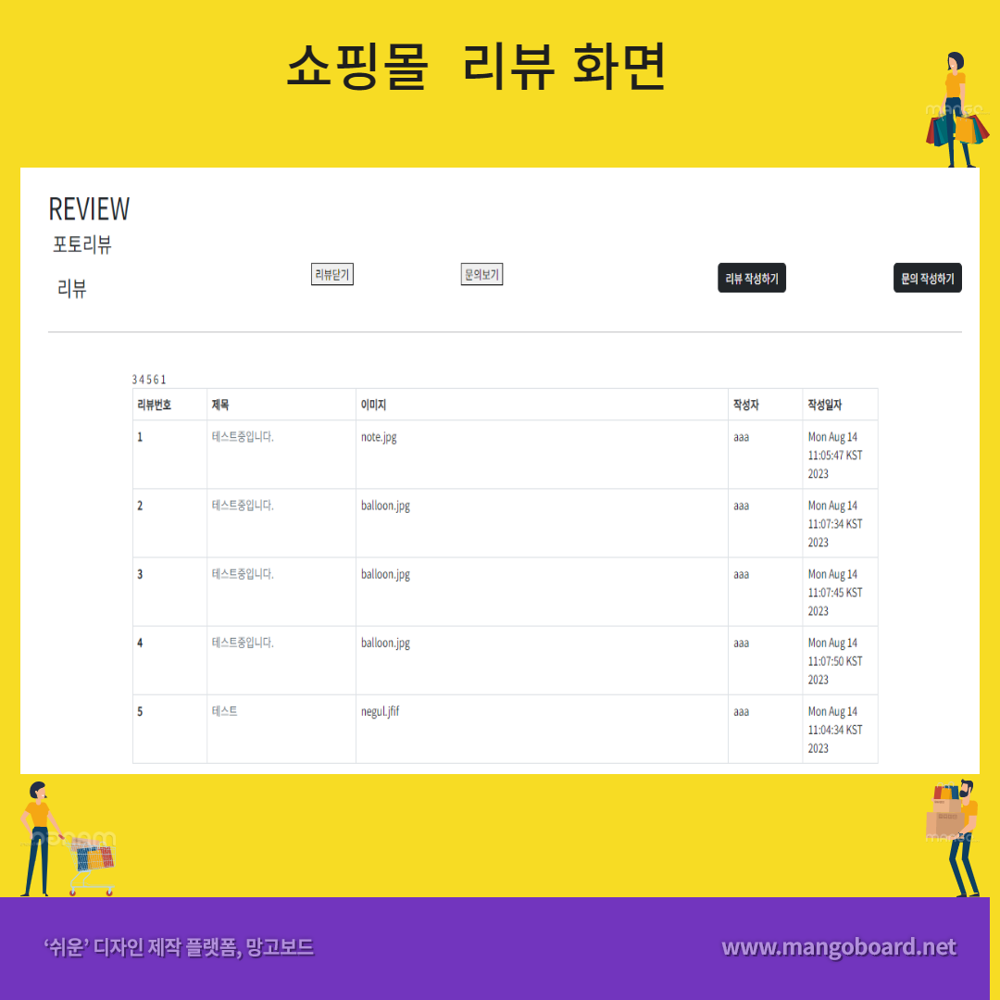 쇼핑몰 리뷰 화면
REVIEW
포토리뷰
리뷰
리뷰닫기
문의보기
리뷰 작성하기
문의 작성하기
3 4 5 6 1
리뷰번호 제목 이미지 작성자 작성일자
1 테스트중입니다. note.jpg aaa Mon Aug 14
11:05:47 KST
2023
2 테스트중입니다. balloon.jpg aaa Mon Aug 14
11:07:34 KST
2023
3 테스트중입니다. balloon.jpg aaa Mon Aug 14
11:07:45 KST
2023
4 테스트중입니다. balloon.jpg aaa Mon Aug 14
11:07:50 KST
2023
5 테스트 negul.jfif aaa Mon Aug 14
11:04:34 KST
2023
‘쉬운’ 디자인 제작 플랫폼, 망고보드
www.mangoboard.net